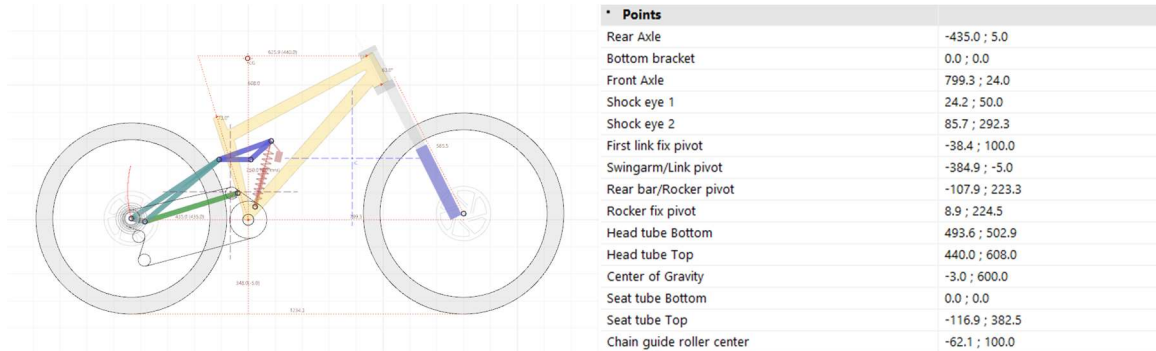 Points
Rear Axle -435.0 ; 5.0
Bottom bracket 0.0 ; 0.0
Front Axle 799.3 ; 24.0
Shock eye 1 24.2 ; 50.0
Shock eye 2 85.7 ; 292.3
First link fix pivot -38.4 ; 100.0
Swingarm/Link pivot -384.9 ; -5.0
Rear bar/Rocker pivot -107.9 ; 223.3
Rocker fix pivot 8.9 ; 224.5
Head tube Bottom 493.6 ; 502.9
Head tube Top 440.0 ; 608.0
Center of Gravity -3.0 ; 600.0
Seat tube Bottom 0.0 ; 0.0
Seat tube Top -116.9 ; 382.5
Chain guide roller center -62.1 ; 100.0